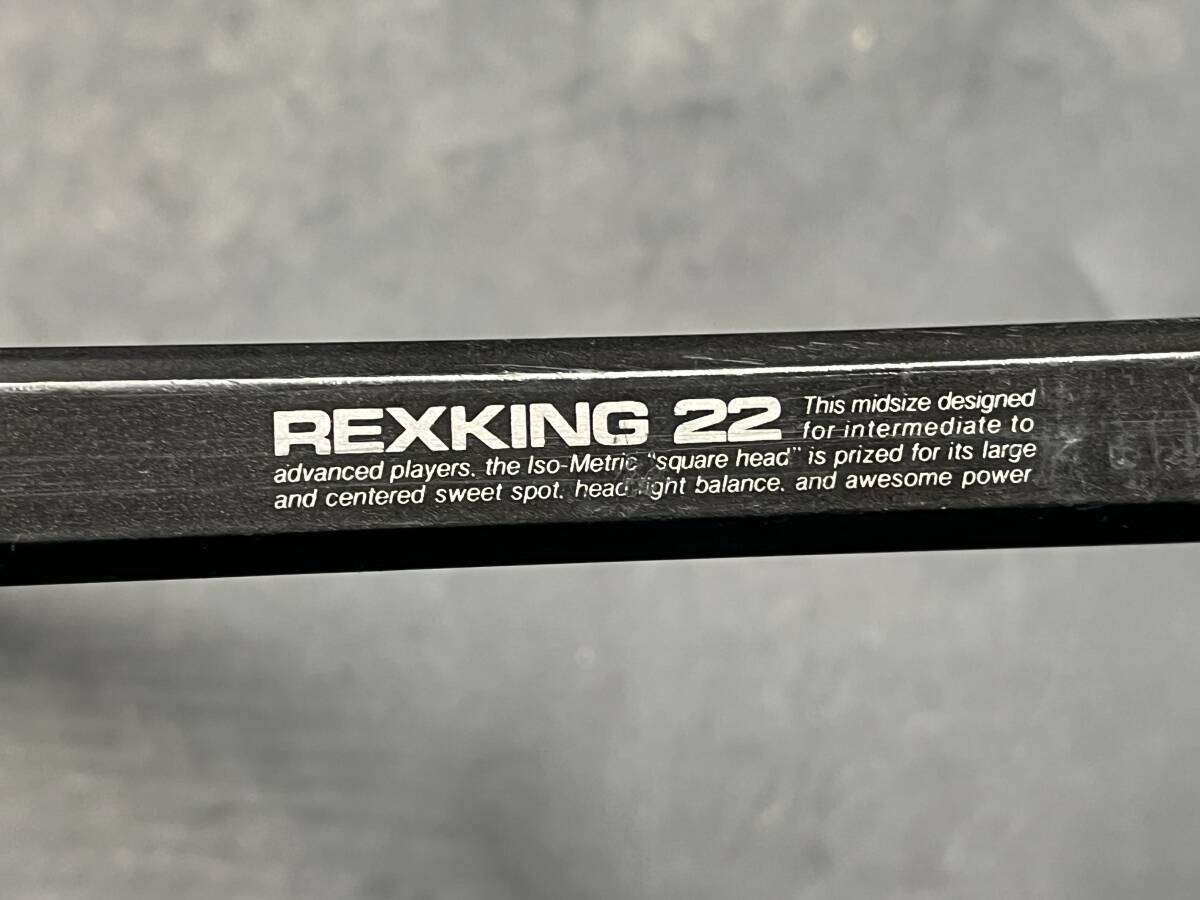 REXKING 22 This midsize designed
for intermediate to
advanced players, the Iso-Metric "square head" is prized for its large
and centered sweet spot, head light balance, and awesome power